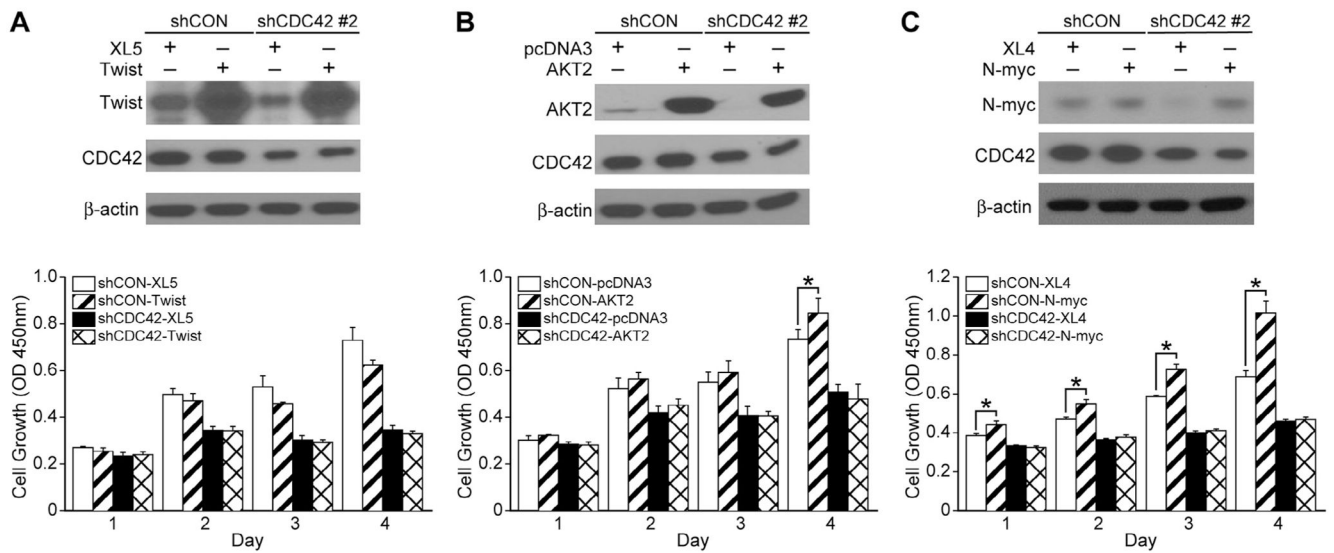 A
shCON shCDC42 #2
XL5 + – + –
Twist – + – +
Twist
CDC42
β-actin
1.0
0.8
0.6
0.4
0.2
0
shCON-XL5
shCON-Twist
shCDC42-XL5
shCDC42-Twist
Cell Growth (OD 450nm)
1 2 3 4
Day
B
shCON shCDC42 #2
pcDNA3 + – + –
AKT2 – + – +
AKT2
CDC42
β-actin
1.0
0.8
0.6
0.4
0.2
0
shCON-pcDNA3
shCON-AKT2
shCDC42-pcDNA3
shCDC42-AKT2
*
Cell Growth (OD 450nm)
1 2 3 4
Day
C
shCON shCDC42 #2
XL4 + – + –
N-myc – + – +
N-myc
CDC42
β-actin
1.2
1.0
0.8
0.6
0.4
0.2
0
shCON-XL4
shCON-N-myc
shCDC42-XL4
shCDC42-N-myc
* * * *
Cell Growth (OD 450nm)
1 2 3 4
Day